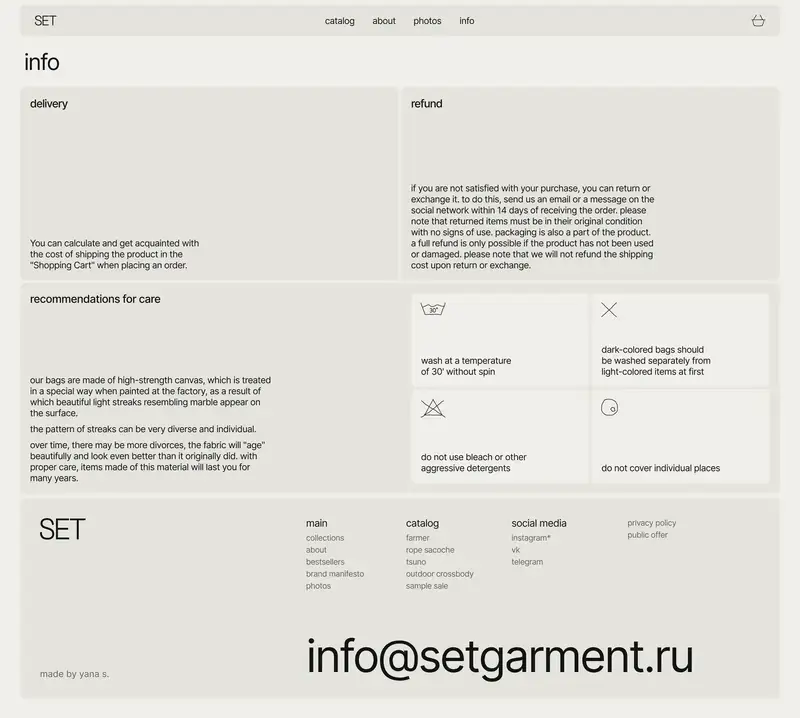 SET
catalog
about
photos
info
info
delivery
You can calculate and get acquainted with
the cost of shipping the product in the
"Shopping Cart" when placing an order.
refund
if you are not satisfied with your purchase, you can return or
exchange it. to do this, send us an email or a message on the
social network within 14 days of receiving the order. please
note that returned items must be in their original condition
with no signs of use. packaging is also a part of the product.
a full refund is only possible if the product has not been used
or damaged. please note that we will not refund the shipping
cost upon return or exchange.
recommendations for care
our bags are made of high-strength canvas, which is treated
in a special way when painted at the factory, as a result of
which beautiful light streaks resembling marble appear on
the surface.
the pattern of streaks can be very diverse and individual.
over time, there may be more divorces, the fabric will "age"
beautifully and look even better than it originally did. with
proper care, items made of this material will last you for
many years.
30°
wash at a temperature
of 30' without spin
dark-colored bags should
be washed separately from
light-colored items at first
do not use bleach or other
aggressive detergents
do not cover individual places
SET
made by yana s.
main
collections
about
bestsellers
brand manifesto
photos
catalog
farmer
rope sacoche
tsuno
outdoor crossbody
sample sale
social media
instagram*
vk
telegram
privacy policy
public offer
info@setgarment.ru